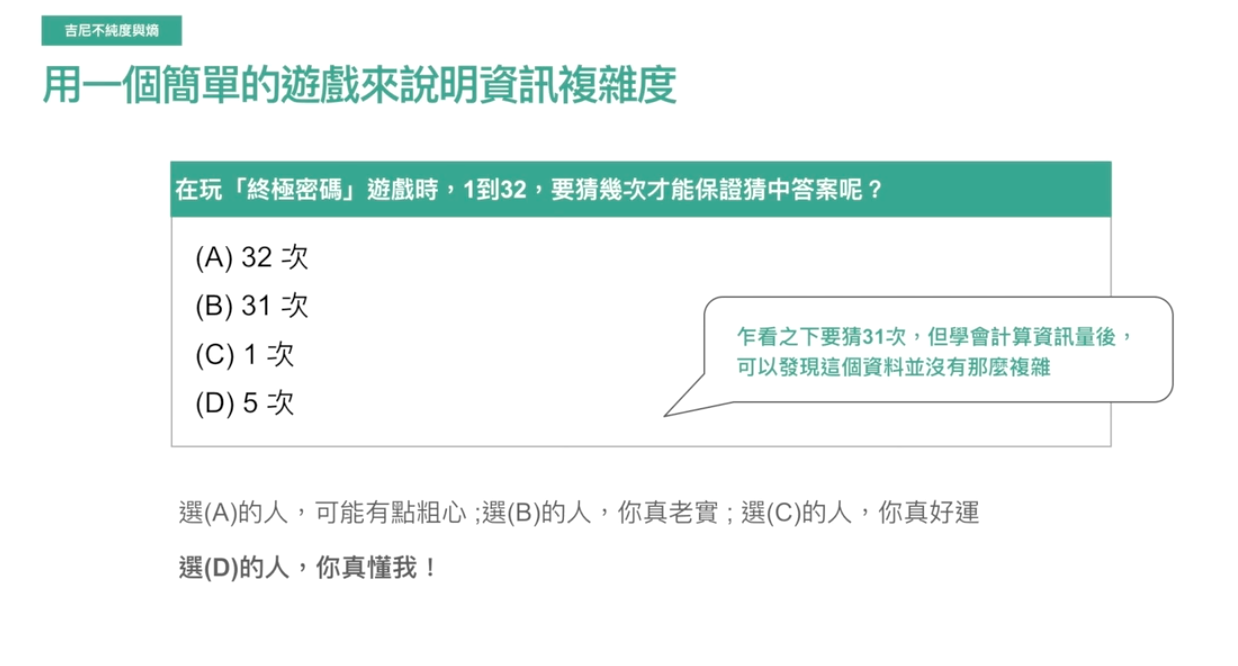 吉尼不純度與熵
用一個簡單的遊戲來說明資訊複雜度
在玩「終極密碼」遊戲時，1到32，要猜幾次才能保證猜中答案呢？
(A) 32 次
(B) 31 次
(C) 1 次
(D) 5 次
乍看之下要猜31次，但學會計算資訊量後，
可以發現這個資料並沒有那麼複雜
選(A)的人，可能有點粗心 ;選(B)的人，你真老實 ; 選(C)的人，你真好運
選(D)的人，你真懂我！